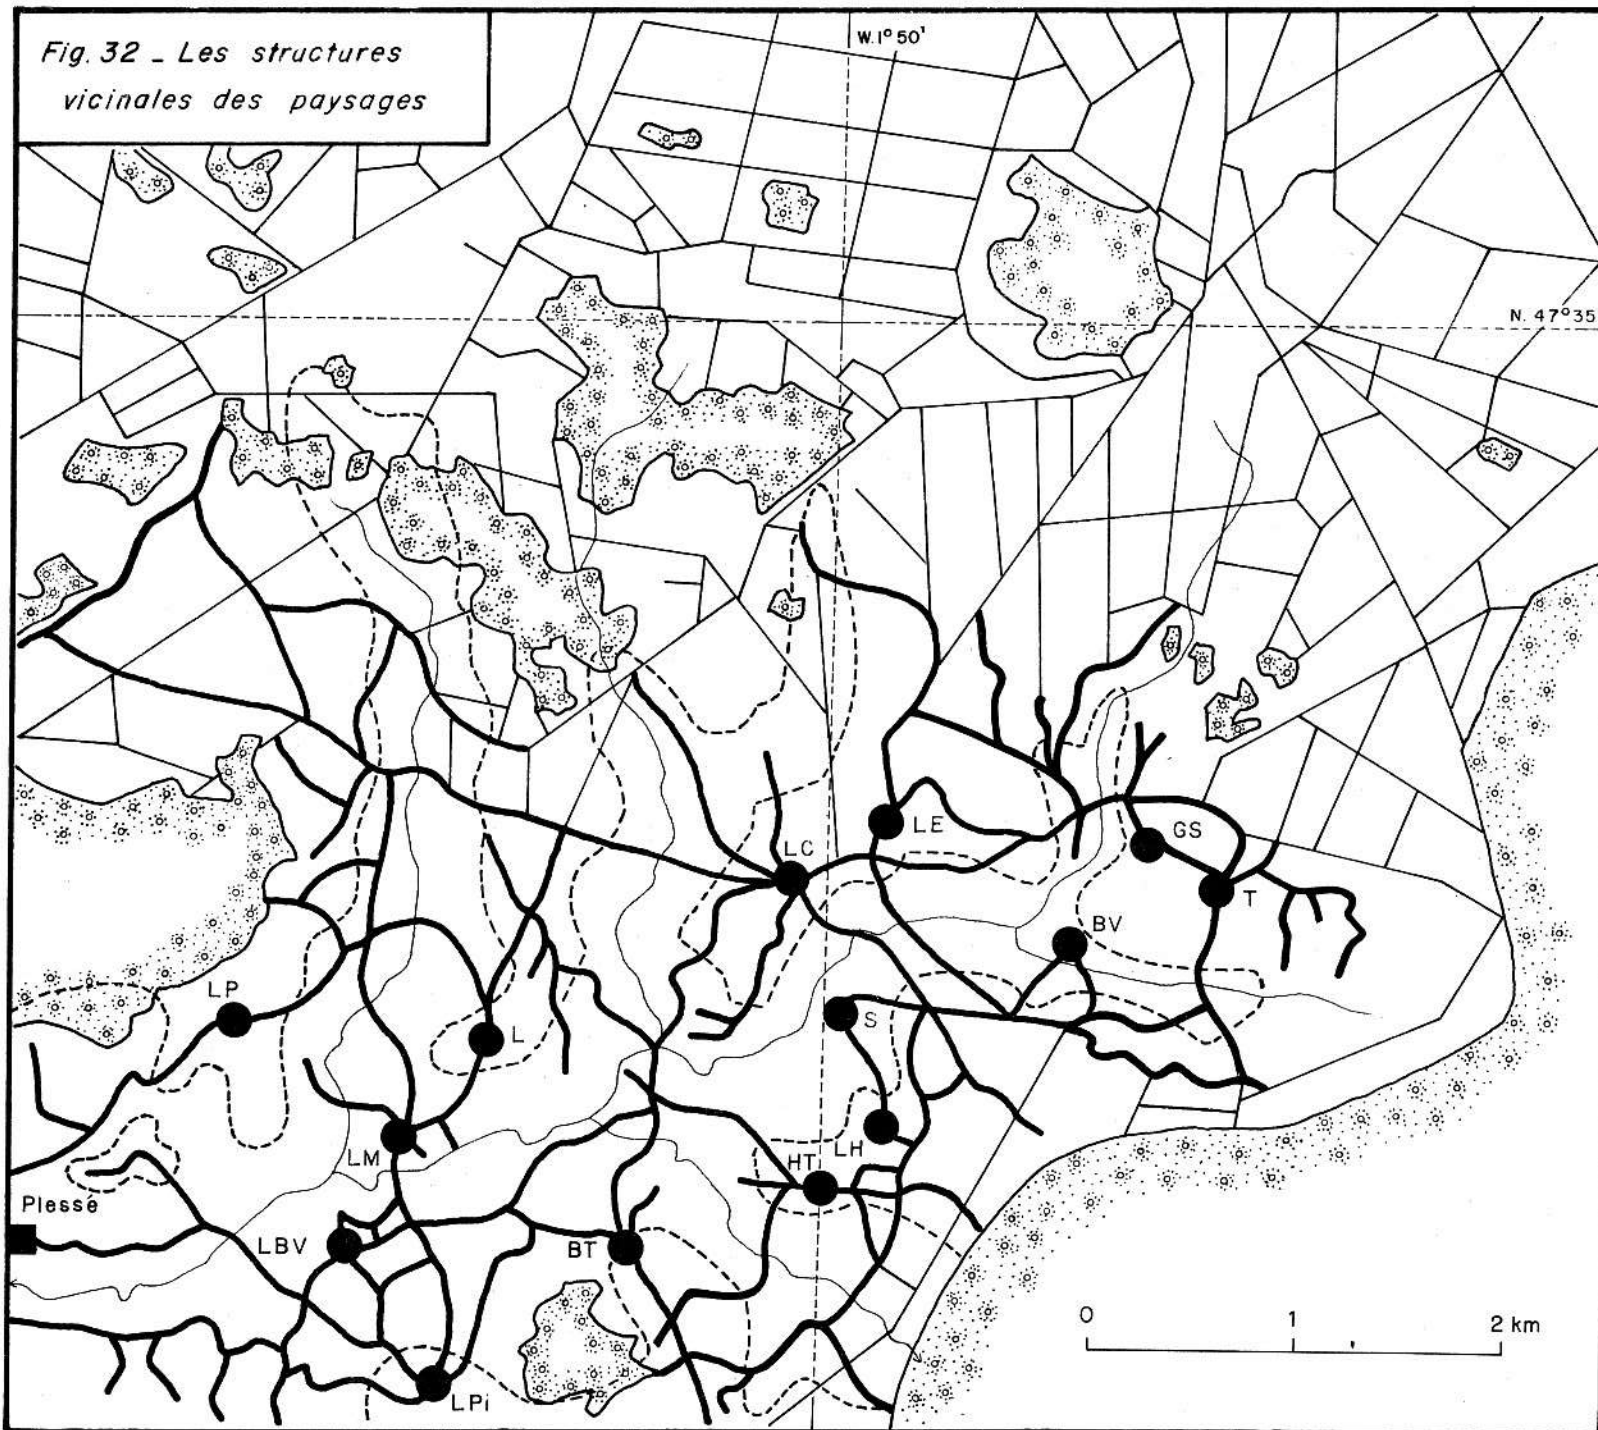 Fig. 32 _ Les structures
vicinales des paysages
W.1°50'
N. 47°35
LE
GS
LC
T
BV
LP
L
S
LM
HT
LH
Plessé
LBV
BT
0 1 2 km
LPi